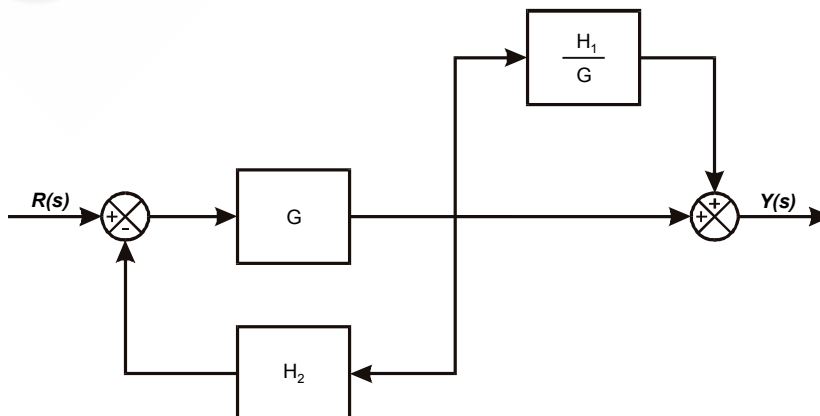 H₁
G
R(s)
+
-
G
+
+
Y(s)
H₂